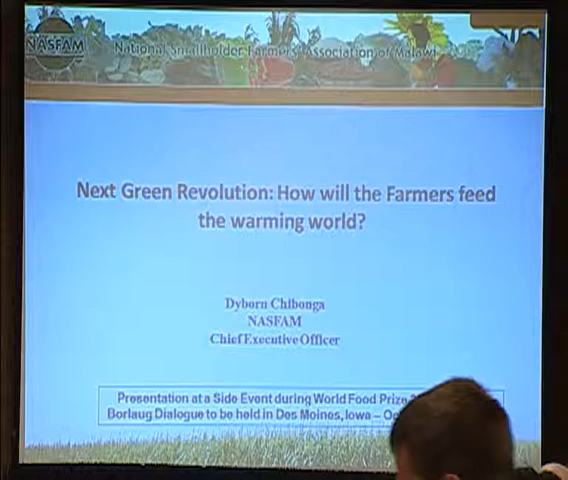 NASFAM
National Smallholder Farmers' Association of Malawi
Next Green Revolution: How will the Farmers feed
the warming world?
Dyborn Chibonga
NASFAM
Chief Executive Officer
Presentation at a Side Event during World Food Prize
Borlaug Dialogue to be held in Des Moines, Iowa –